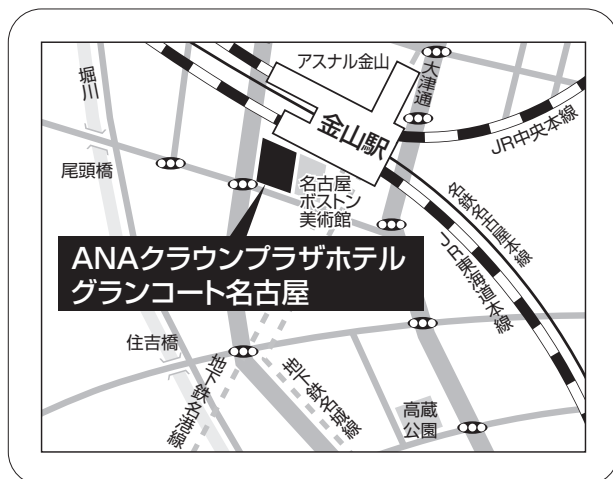 アスナル金山
大津通
堀川
金山駅
JR中央本線
尾頭橋
名古屋
ボストン
美術館
名鉄名古屋本線
JR東海道本線
ANAクラウンプラザホテル
グランコート名古屋
住吉橋
地下鉄名港線
地下鉄名城線
高蔵
公園